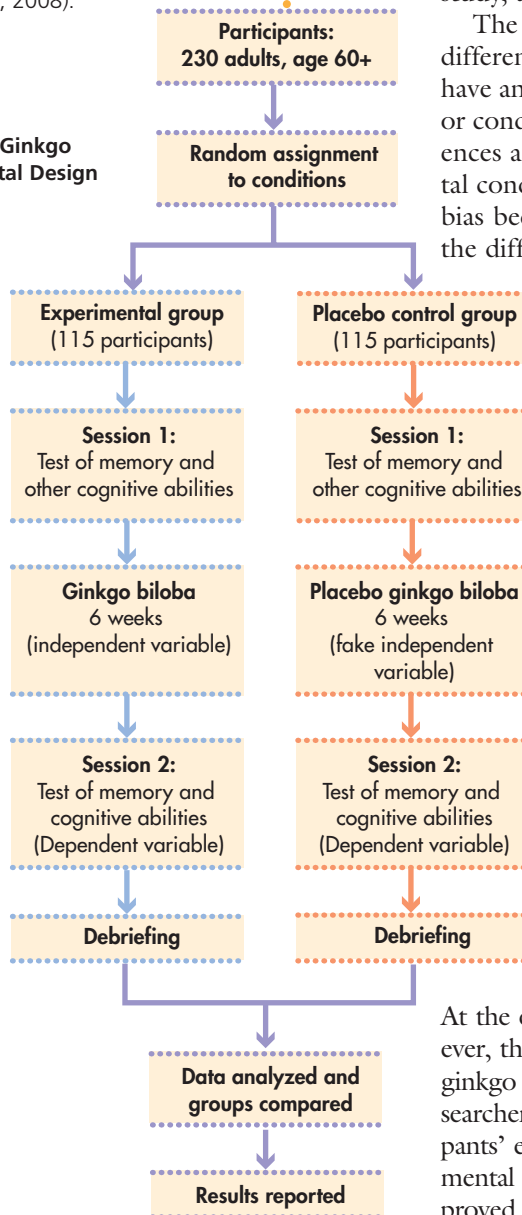 , 2008).
Participants:
230 adults, age 60+
Ginkgo
tal Design
Random assignment
to conditions
The
differen
have an
or cond
ences a
tal cond
bias bec
the diff
Experimental group
(115 participants)
Session 1:
Test of memory and
other cognitive abilities
Ginkgo biloba
6 weeks
(independent variable)
Session 2:
Test of memory and
cognitive abilities
(Dependent variable)
Debriefing
Placebo control group
(115 participants)
Session 1:
Test of memory and
other cognitive abilities
Placebo ginkgo biloba
6 weeks
(fake independent
variable)
Session 2:
Test of memory and
cognitive abilities
(Dependent variable)
Debriefing
Data analyzed and
groups compared
Results reported
At the
ever, th
ginkgo
searcher
pants’ e
mental
proved